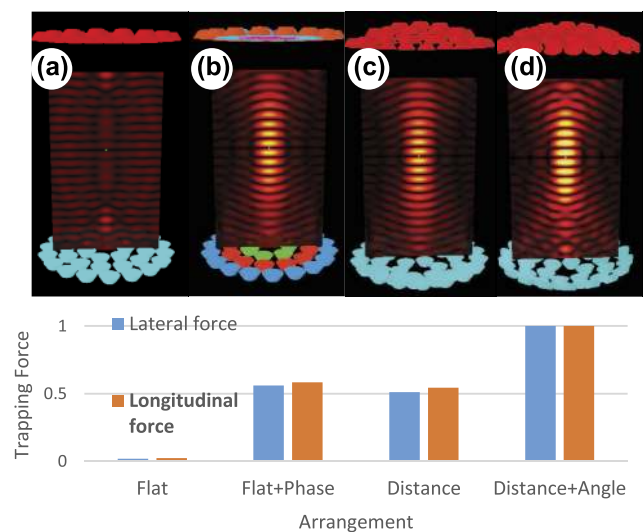 (a) (b) (c) (d)
1
Lateral force
Trapping Force
0.5
Longitudinal
force
0
Flat Flat+Phase Distance Distance+Angle
Arrangement